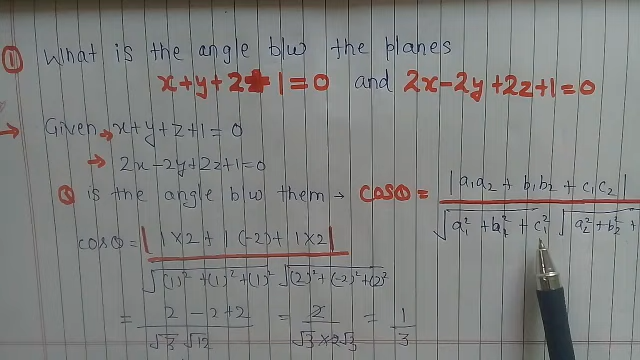 ① What is the angle b/w the planes
x+y+z+1=0 and 2x-2y+2z+1=0
→ Given → x+y+z+1=0
→ 2x-2y+2z+1=0
θ is the angle b/w them → cosθ = |a₁a₂ + b₁b₂ + c₁c₂|
√a₁² + b₁² + c₁² √a₂² + b₂² +
cosθ = |1×2 + 1(-2) + 1×2|
√(1)² + (1)² + (1)² √(2)² + (-2)² + (2)²
= 2 - 2 + 2 / √3 √12 = 2 / √3 × 2√3 = 1 / 3